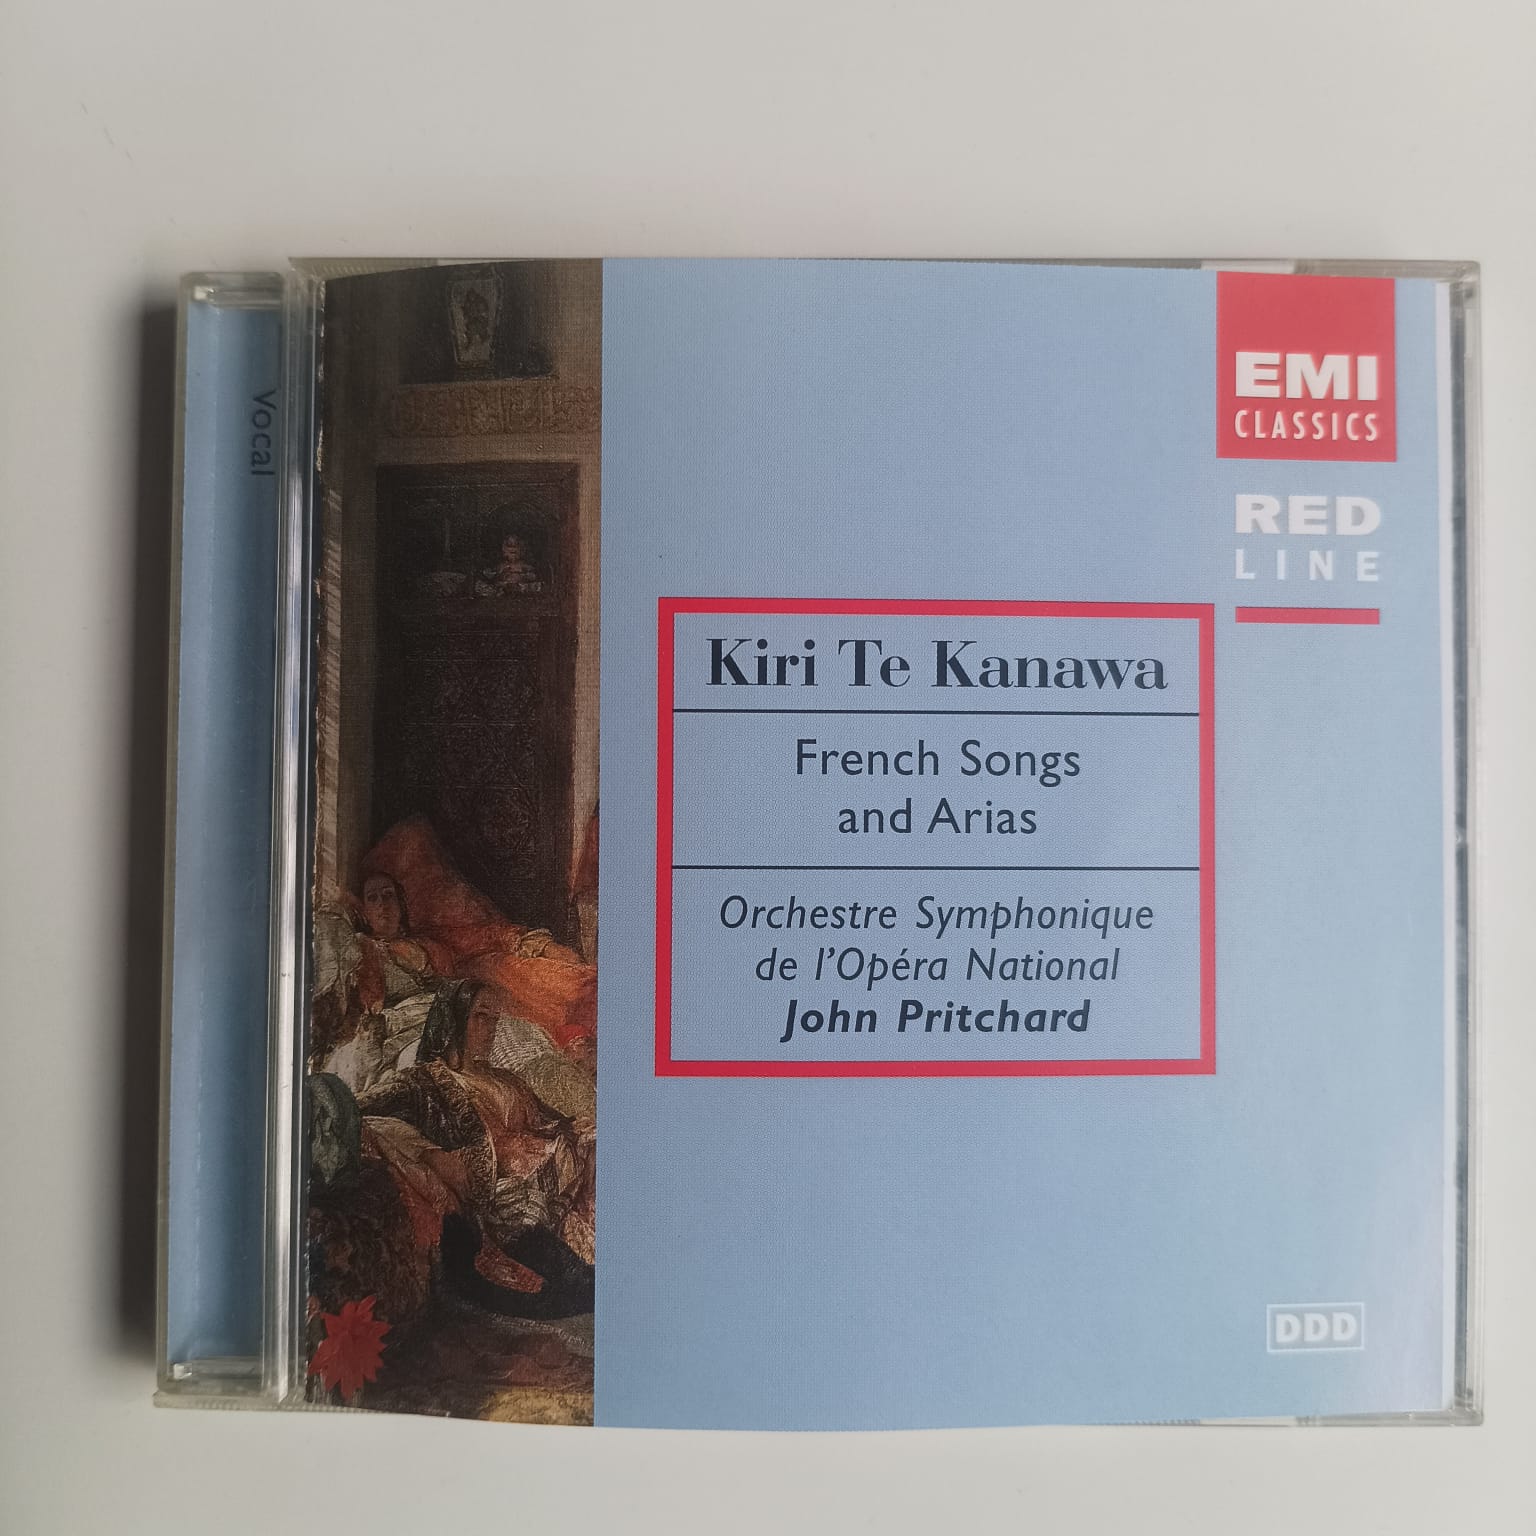 Vocal
EMI
CLASSICS
RED
LINE
Kiri Te Kanawa
French Songs
and Arias
Orchestre Symphonique
de l'Opéra National
John Pritchard
DDD